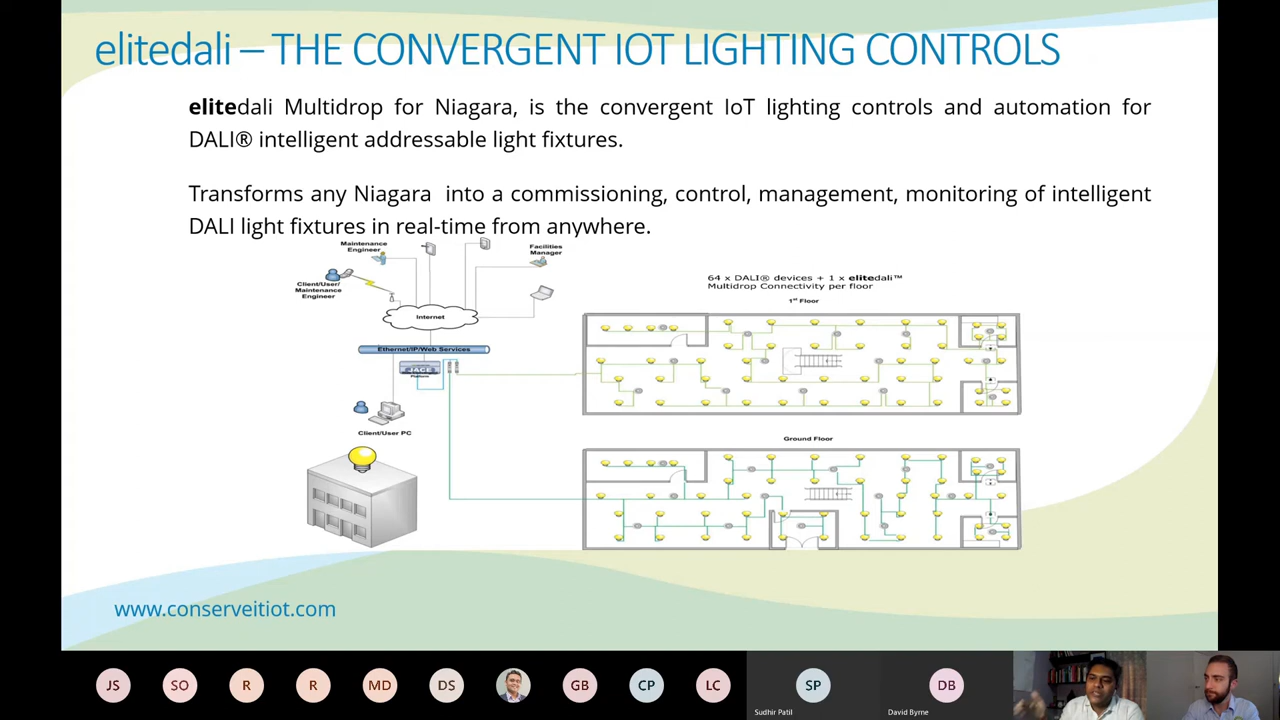 elitedali – THE CONVERGENT IOT LIGHTING CONTROLS
elitedali Multidrop for Niagara, is the convergent IoT lighting controls and automation for
DALI® intelligent addressable light fixtures.
Transforms any Niagara into a commissioning, control, management, monitoring of intelligent
DALI light fixtures in real-time from anywhere.
Maintenance
Engineer
Facilities
Manager
Client/User/
Maintenance
Engineer
Internet
Ethernet/IP/Web Services
JACE
Platform
Client/User PC
64 x DALI® devices + 1 x elitedali™
Multidrop Connectivity per floor
1st Floor
Ground Floor
www.conserveitiot.com
JS
SO
R
R
MD
DS
GB
CP
LC
SP
DB
Sudhir Patil
David Byrne